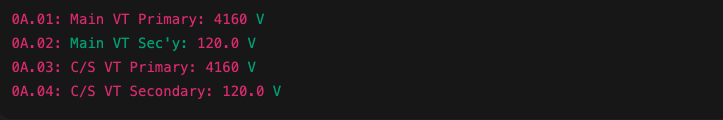 0A.01: Main VT Primary: 4160 V
0A.02: Main VT Sec'y: 120.0 V
0A.03: C/S VT Primary: 4160 V
0A.04: C/S VT Secondary: 120.0 V